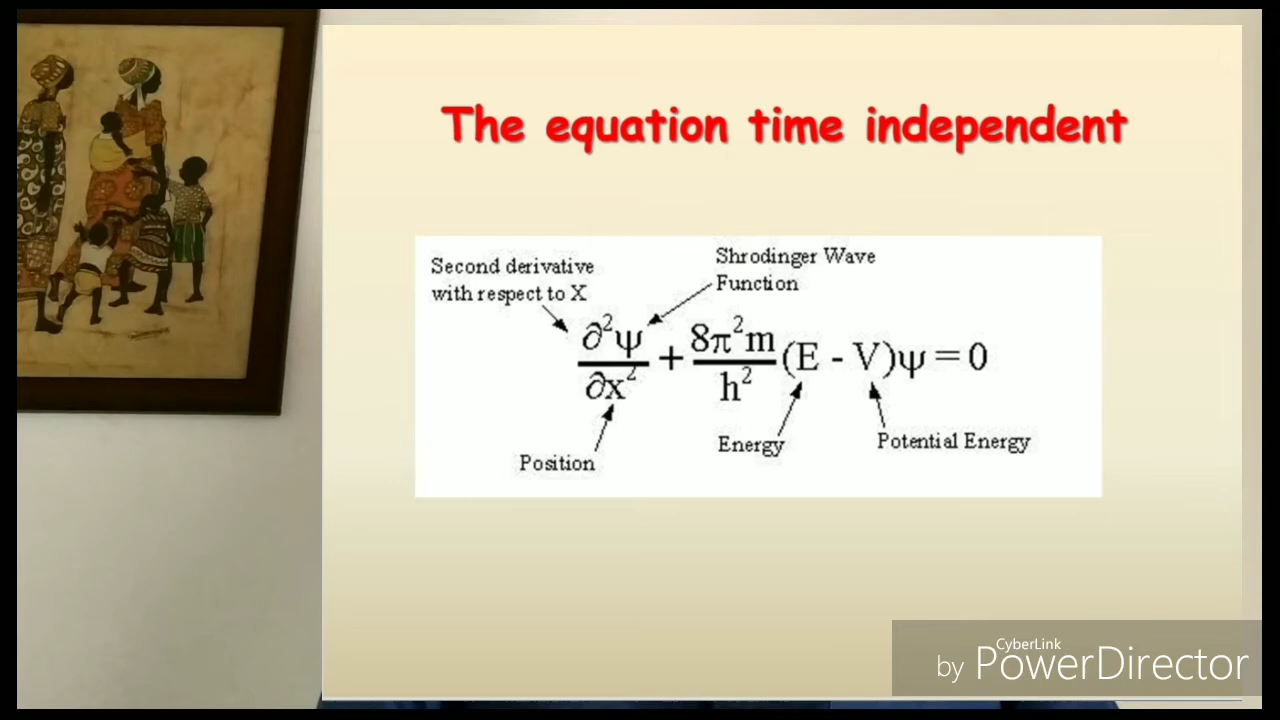 The equation time independent
Second derivative
with respect to X
Shrodinger Wave
Function
∂²ψ/∂x² + 8π²m/h² (E - V)ψ = 0
Position
Energy
Potential Energy
CyberLink
by PowerDirector